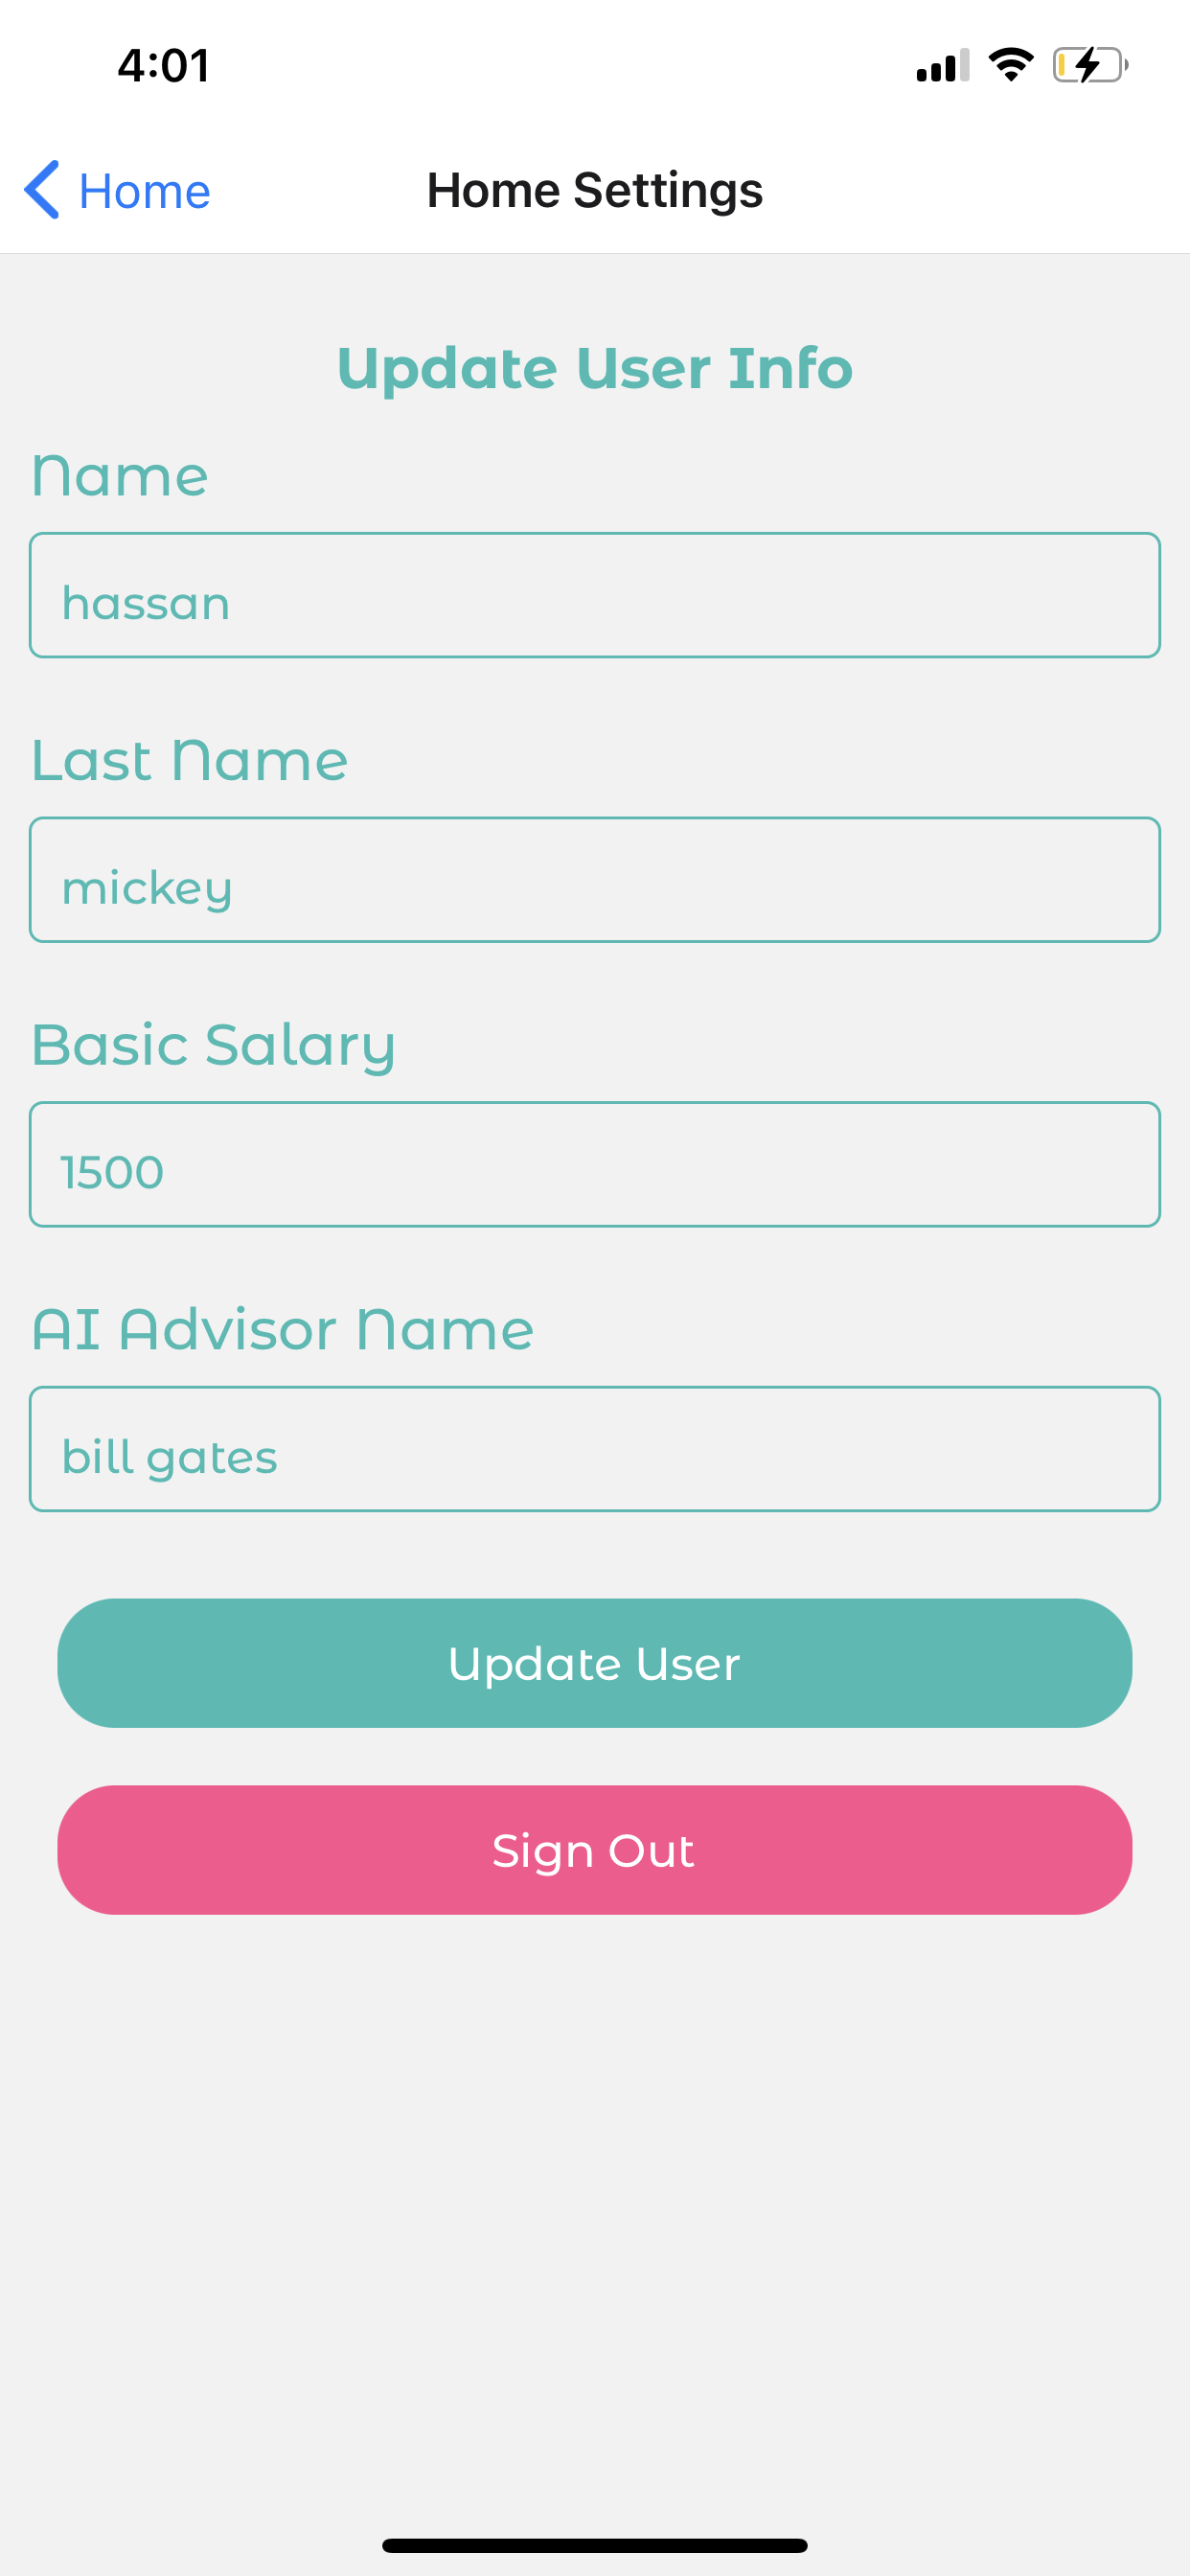 4:01
Home
Home Settings
Update User Info
Name
hassan
Last Name
mickey
Basic Salary
1500
AI Advisor Name
bill gates
Update User
Sign Out